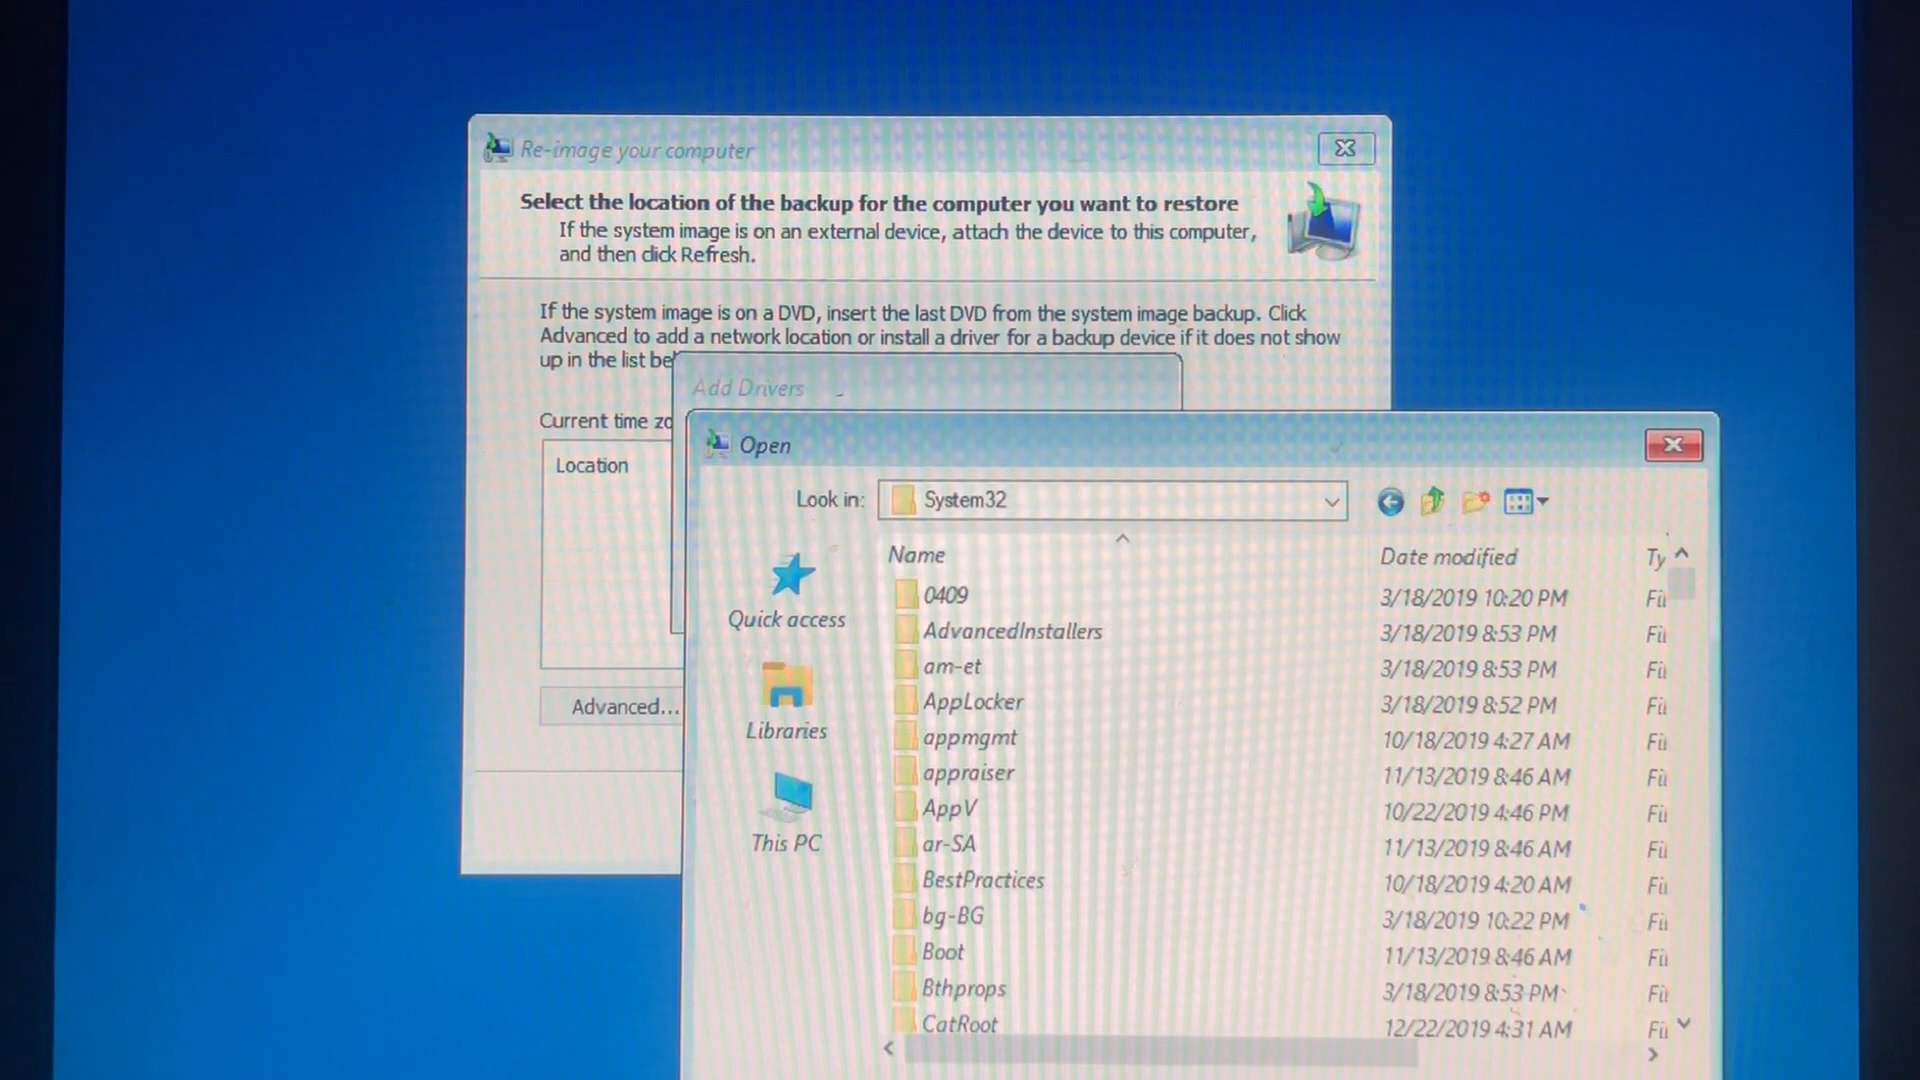 Re-image your computer
Select the location of the backup for the computer you want to restore
If the system image is on an external device, attach the device to this computer,
and then click Refresh.
If the system image is on a DVD, insert the last DVD from the system image backup. Click
Advanced to add a network location or install a driver for a backup device if it does not show
up in the list be
Add Drivers
Current time zo
Location
Advanced...
Open
Look in: System32
Quick access
Libraries
This PC
Name Date modified Ty
0409 3/18/2019 10:20 PM Fil
AdvancedInstallers 3/18/2019 8:53 PM Fil
am-et 3/18/2019 8:53 PM Fil
AppLocker 3/18/2019 8:52 PM Fil
appmgmt 10/18/2019 4:27 AM Fil
appraiser 11/13/2019 8:46 AM Fil
AppV 10/22/2019 4:46 PM Fil
ar-SA 11/13/2019 8:46 AM Fil
BestPractices 10/18/2019 4:20 AM Fil
bg-BG 3/18/2019 10:22 PM Fil
Boot 11/13/2019 8:46 AM Fil
Bthprops 3/18/2019 8:53 PM Fil
CatRoot 12/22/2019 4:31 AM Fil